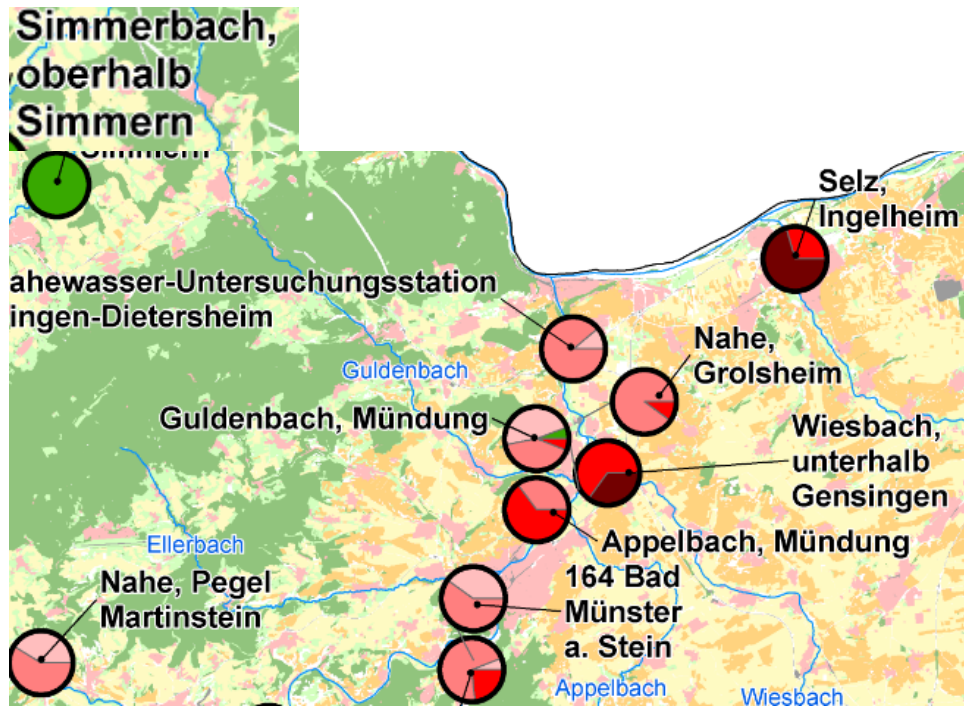 Simmerbach,
oberhalb
Simmern
Simmern
Selz,
Ingelheim
ahewasser-Untersuchungsstation
ingen-Dietersheim
Nahe,
Grolsheim
Guldenbach
Guldenbach, Mündung
Wiesbach,
unterhalb
Gensingen
Appelbach, Mündung
Ellerbach
Nahe, Pegel
Martinstein
164 Bad
Münster
a. Stein
Appelbach
Wiesbach